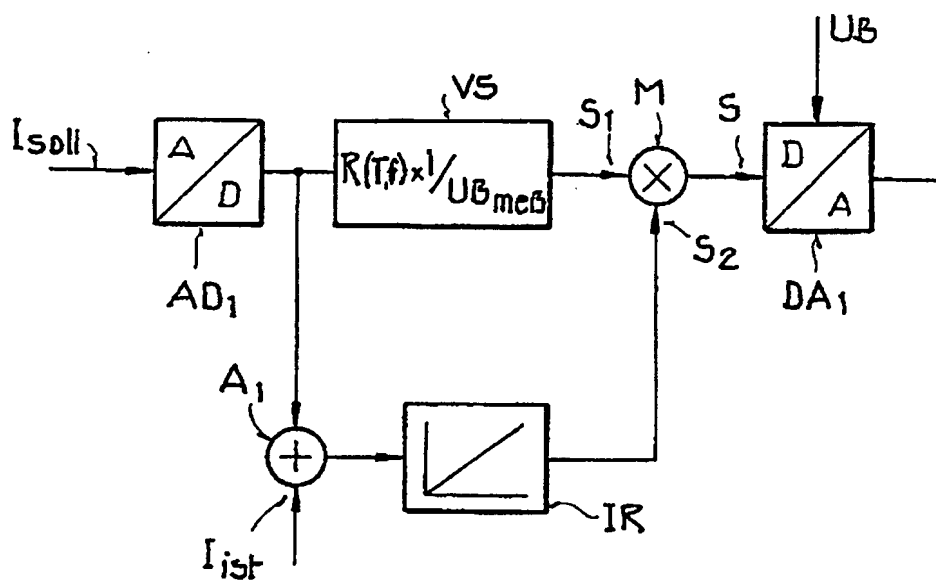 UB
VS
M
S1
S
Isoll
A
D
R(T,f) × 1/UBmeß
D
A
S2
AD1
DA1
A1
+
IR
Iist